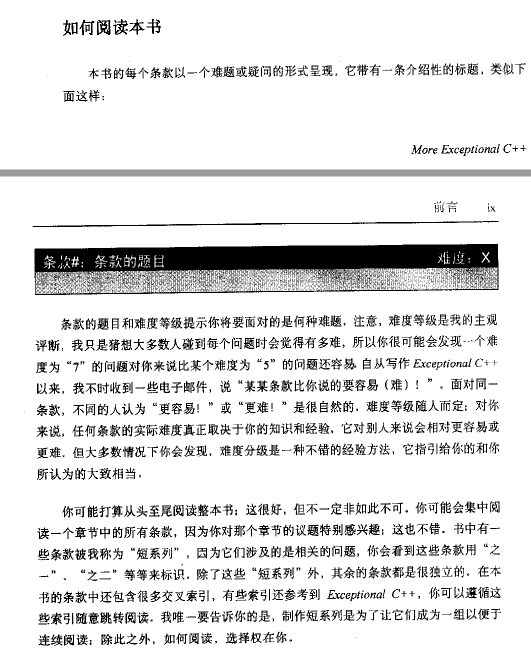 如何阅读本书
本书的每个条款以一个难题或疑问的形式呈现，它带有一条介绍性的标题，类似下
面这样：
More Exceptional C++
前言 ix
条款#：条款的题目 难度：X
条款的题目和难度等级提示你将要面对的是何种难题。注意，难度等级是我的主观
评断，我只是猜想大多数人碰到每个问题时会觉得有多难，所以你很可能会发现一个难
度为“7”的问题对你来说比某个难度为“5”的问题还容易。自从写作 Exceptional C++
以来，我不时收到一些电子邮件，说“某某条款比你说的要容易（难）！”。面对同一
条款，不同的人认为“更容易！”或“更难！”是很自然的。难度等级随人而定；对你
来说，任何条款的实际难度真正取决于你的知识和经验，它对别人来说会相对更容易或
更难。但大多数情况下你会发现，难度分级是一种不错的经验方法，它指引给你的和你
所认为的大致相当。
你可能打算从头至尾阅读整本书；这很好，但不一定非如此不可。你可能会集中阅
读一个章节中的所有条款，因为你对那个章节的议题特别感兴趣；这也不错。书中有一
些条款被我称为“短系列”，因为它们涉及的是相关的问题，你会看到这些条款用“之
一”、“之二”等等来标识。除了这些“短系列”外，其余的条款都是很独立的。在本
书的条款中还包含很多交叉索引，有些索引还参考到 Exceptional C++，你可以遵循这
些索引随意跳转阅读。我唯一要告诉你的是，制作短系列是为了让它们成为一组以便于
连续阅读；除此之外，如何阅读，选择权在你。